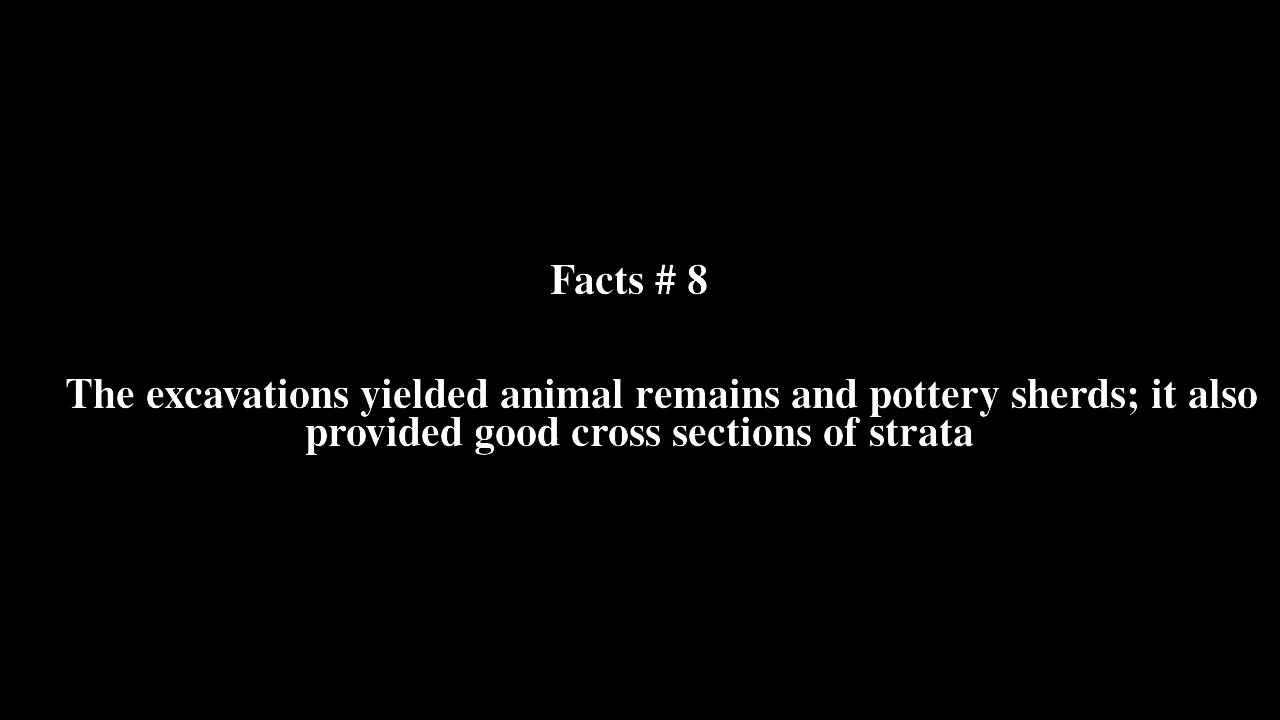 Facts # 8
The excavations yielded animal remains and pottery sherds; it also
provided good cross sections of strata